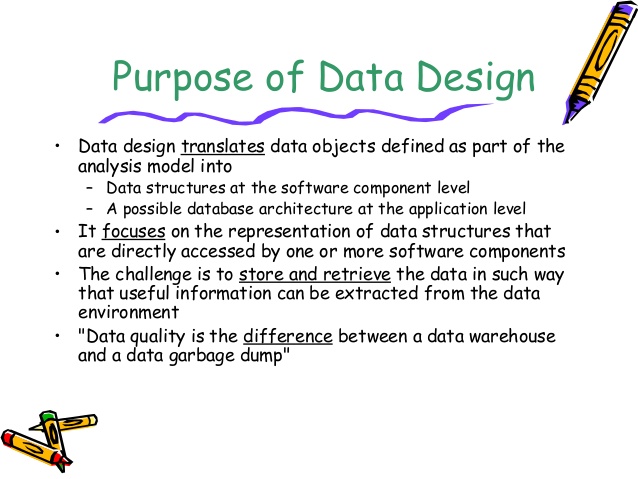 Purpose of Data Design
• Data design translates data objects defined as part of the
analysis model into
– Data structures at the software component level
– A possible database architecture at the application level
• It focuses on the representation of data structures that
are directly accessed by one or more software components
• The challenge is to store and retrieve the data in such way
that useful information can be extracted from the data
environment
• "Data quality is the difference between a data warehouse
and a data garbage dump"